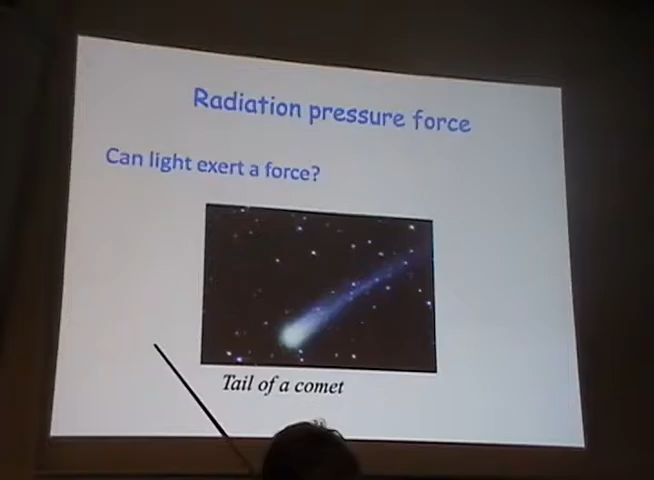 Radiation pressure force
Can light exert a force?
Tail of a comet